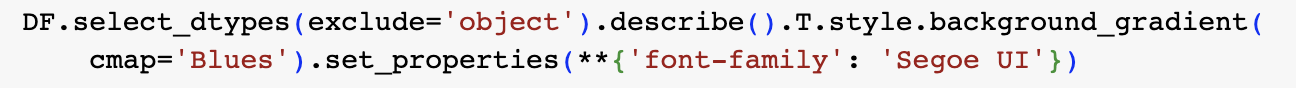 DF.select_dtypes(exclude='object').describe().T.style.background_gradient(
    cmap='Blues').set_properties(**{'font-family': 'Segoe UI'})